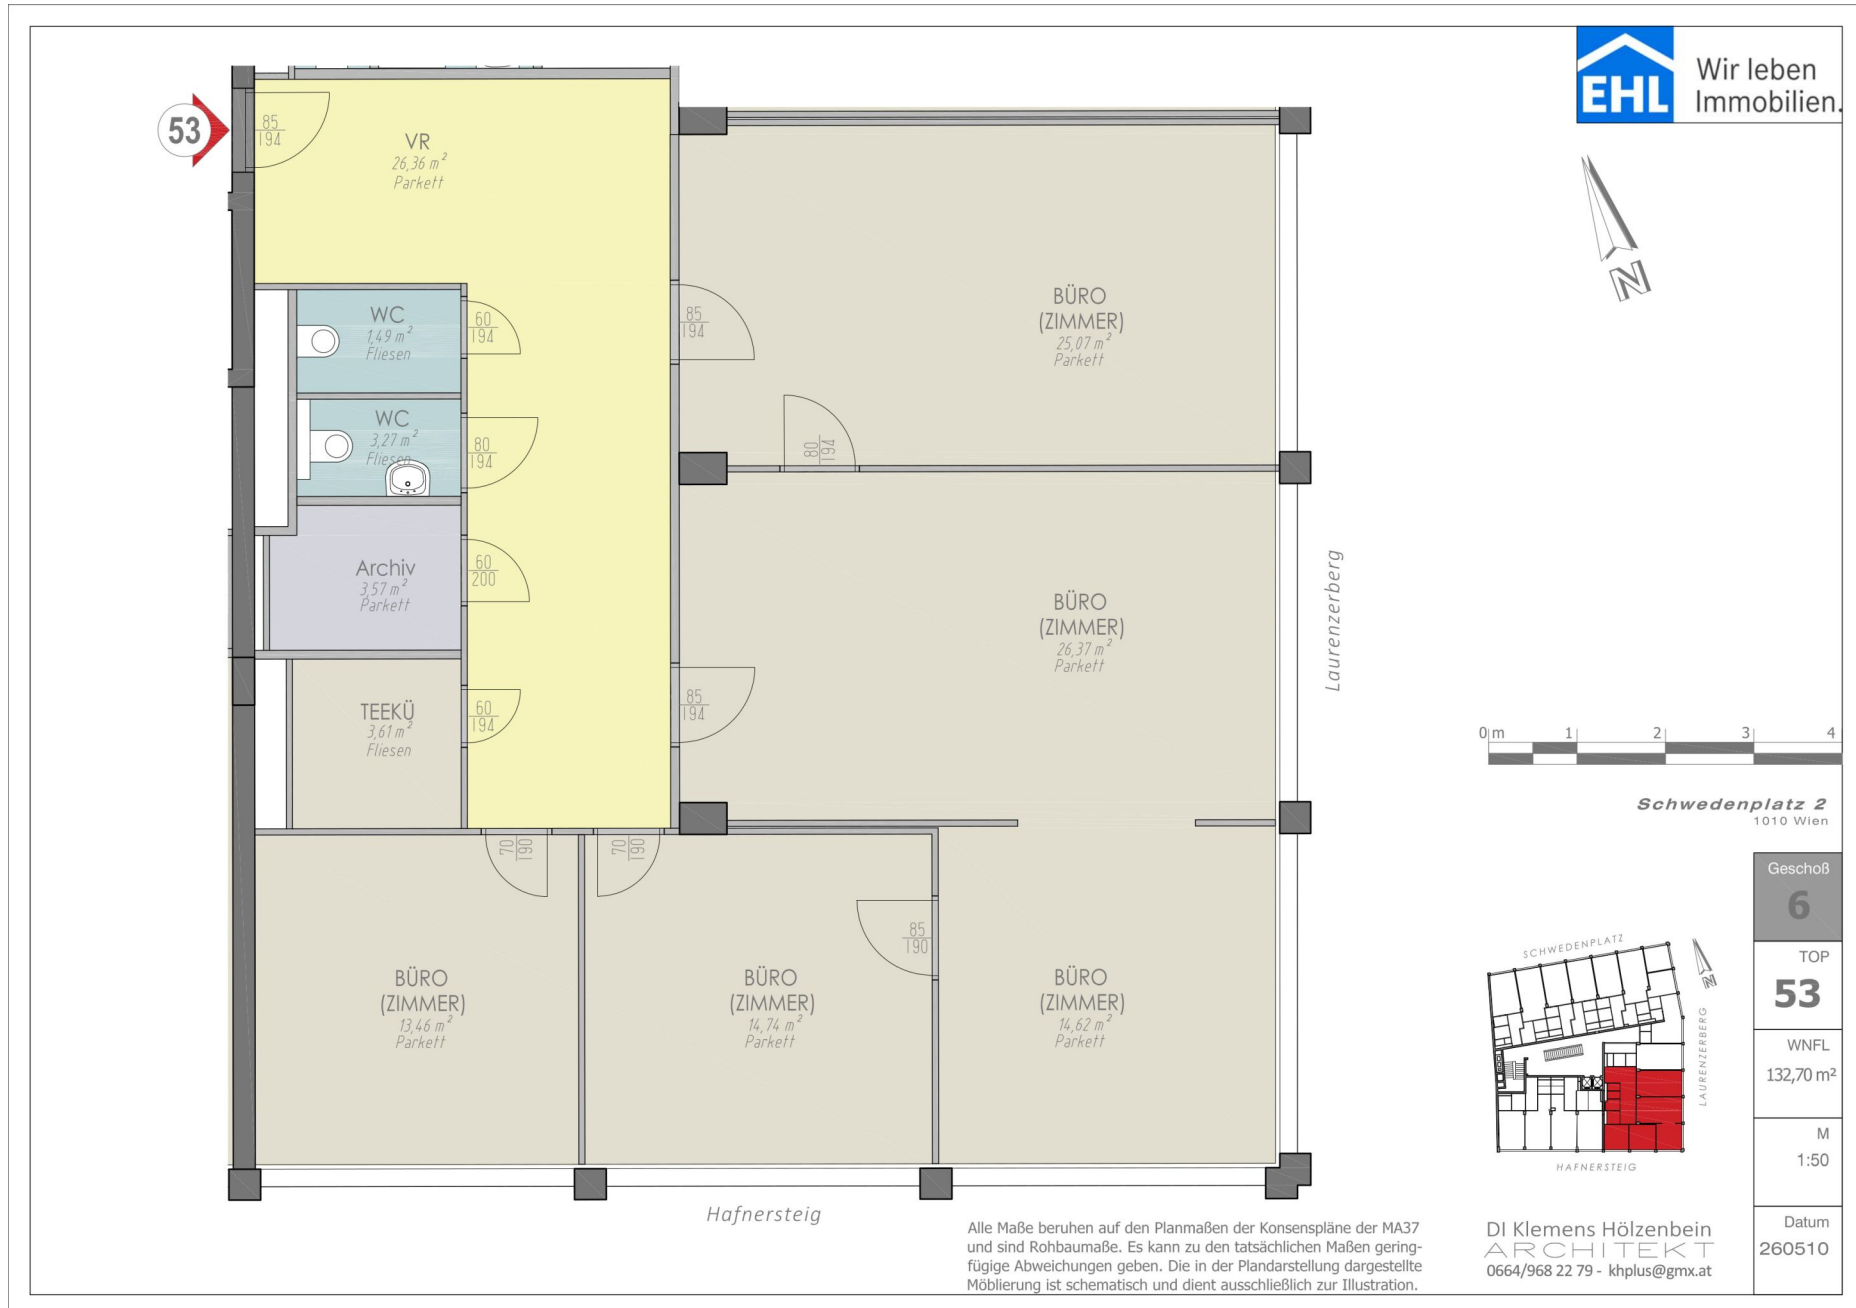 EHL
Wir leben
Immobilien.
53
85
194
VR
26,36 m²
Parkett
N
WC
1,49 m²
Fliesen
60
194
85
194
BÜRO
(ZIMMER)
25,07 m²
Parkett
WC
3,27 m²
Fliesen
80
194
80
194
Archiv
3,57 m²
Parkett
60
200
BÜRO
(ZIMMER)
26,37 m²
Parkett
Laurenzerberg
TEEKÜ
3,61 m²
Fliesen
60
194
85
194
0 m 1 2 3 4
Schwedenplatz 2
1010 Wien
70
190
70
190
85
190
BÜRO
(ZIMMER)
13,46 m²
Parkett
BÜRO
(ZIMMER)
14,74 m²
Parkett
BÜRO
(ZIMMER)
14,62 m²
Parkett
Hafnersteig
SCHWEDENPLATZ
N
LAURENZERBERG
HAFNERSTEIG
Geschoß
6
TOP
53
WNFL
132,70 m²
M
1:50
Datum
260510
Alle Maße beruhen auf den Planmaßen der Konsenspläne der MA37
und sind Rohbaumaße. Es kann zu den tatsächlichen Maßen gering-
fügige Abweichungen geben. Die in der Plandarstellung dargestellte
Möblierung ist schematisch und dient ausschließlich zur Illustration.
DI Klemens Hölzenbein
ARCHITEKT
0664/968 22 79 - khplus@gmx.at